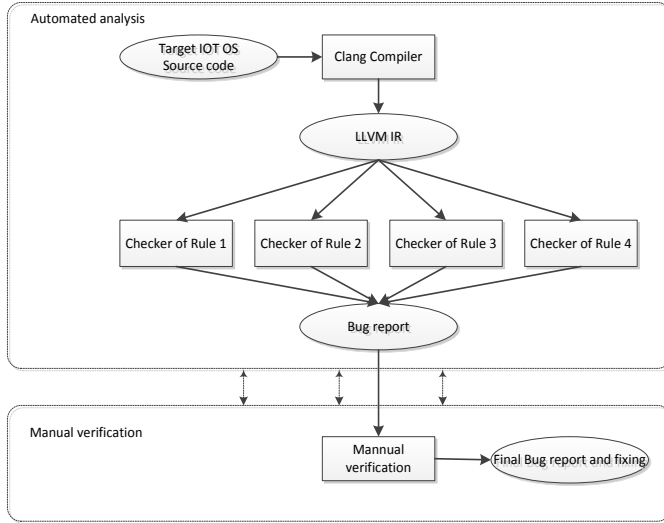 Automated analysis
Target IOT OS
Source code
Clang Compiler
LLVM IR
Checker of Rule 1
Checker of Rule 2
Checker of Rule 3
Checker of Rule 4
Bug report
Manual verification
Mannual
verification
Final Bug report and fixing